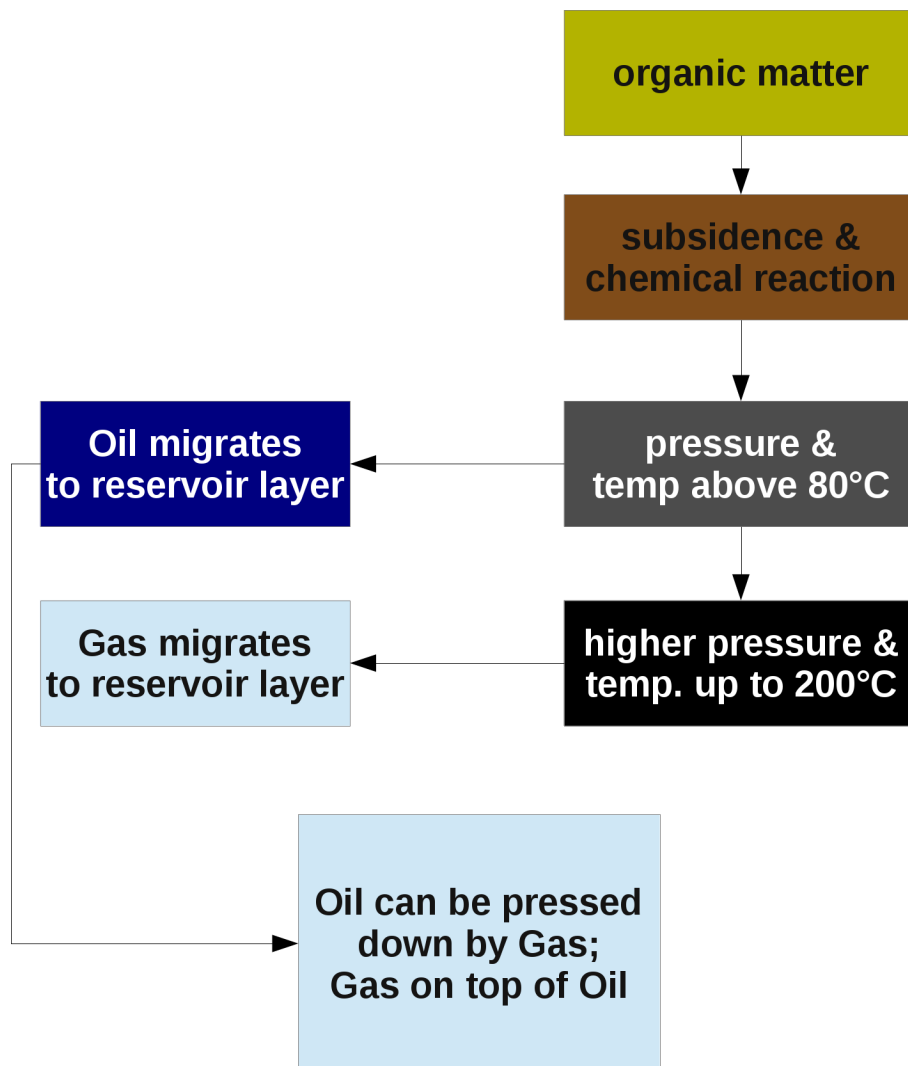 organic matter
subsidence &
chemical reaction
Oil migrates
to reservoir layer
pressure &
temp above 80°C
Gas migrates
to reservoir layer
higher pressure &
temp. up to 200°C
Oil can be pressed
down by Gas;
Gas on top of Oil